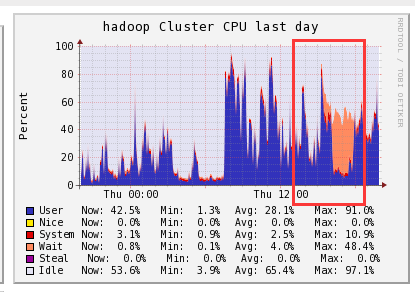 hadoop Cluster CPU last day
RRDTOOL / TOBI OETIKER
Percent
100
80
60
40
20
0
Thu 00:00 Thu 12:00
User Now: 42.5% Min: 1.3% Avg: 28.1% Max: 91.0%
Nice Now: 0.0% Min: 0.0% Avg: 0.0% Max: 0.0%
System Now: 3.1% Min: 0.9% Avg: 2.5% Max: 10.9%
Wait Now: 0.8% Min: 0.1% Avg: 4.0% Max: 48.4%
Steal Now: 0.0% Min: 0.0% Avg: 0.0% Max: 0.0%
Idle Now: 53.6% Min: 3.9% Avg: 65.4% Max: 97.1%